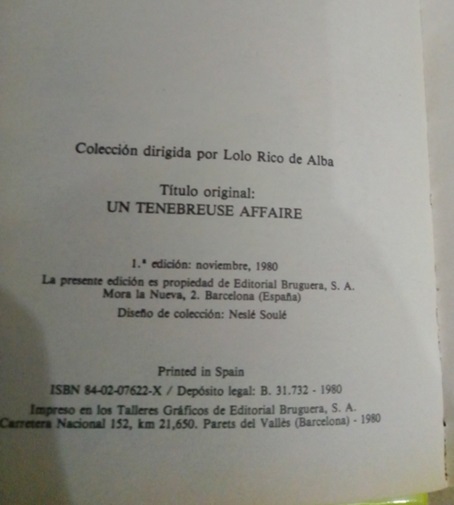 Colección dirigida por Lolo Rico de Alba
Título original:
UN TENEBREUSE AFFAIRE
1.ª edición: noviembre, 1980
La presente edición es propiedad de Editorial Bruguera, S. A.
Mora la Nueva, 2. Barcelona (España)
Diseño de colección: Neslé Soulé
Printed in Spain
ISBN 84-02-07622-X / Depósito legal: B. 31.732 - 1980
Impreso en los Talleres Gráficos de Editorial Bruguera, S. A.
Carretera Nacional 152, km 21,650. Parets del Vallès (Barcelona) - 1980